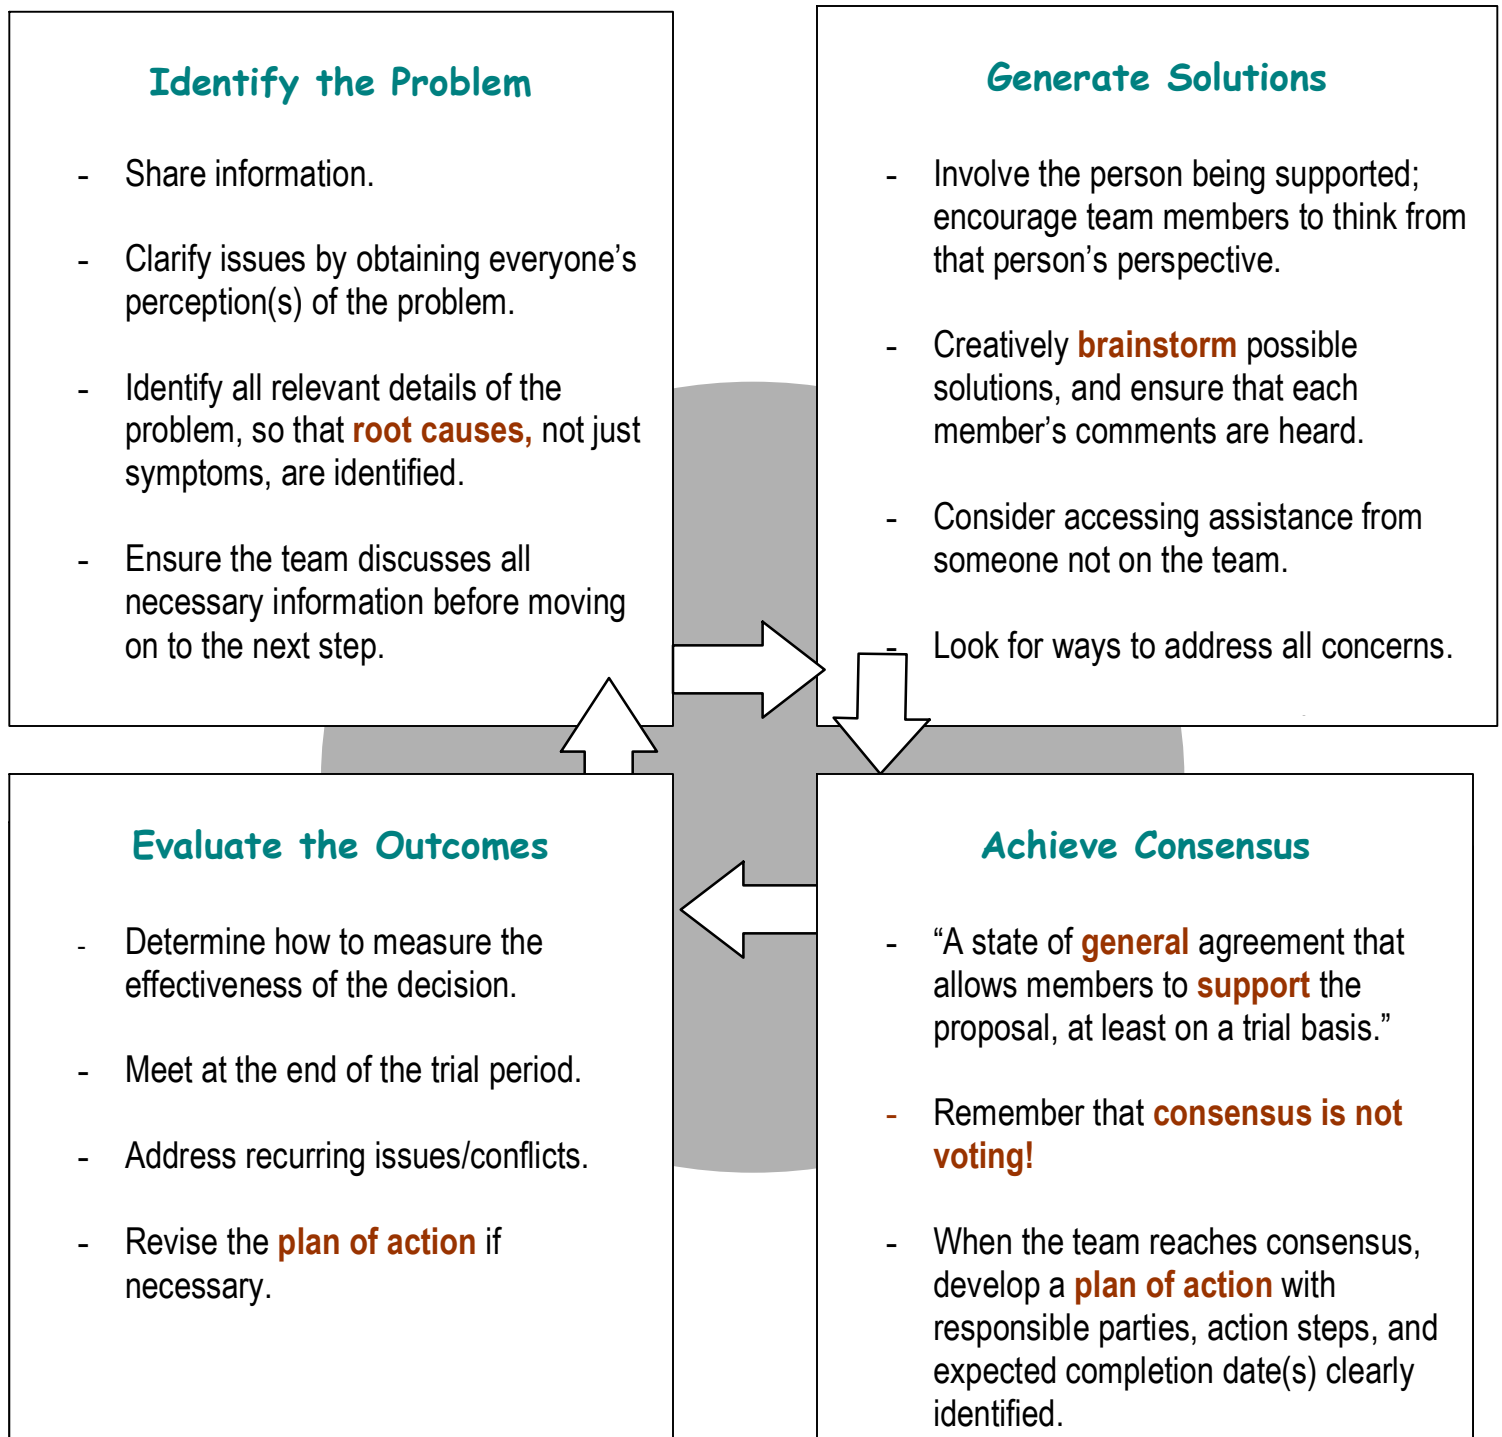 Identify the Problem
- Share information.
- Clarify issues by obtaining everyone’s
perception(s) of the problem.
- Identify all relevant details of the
problem, so that root causes, not just
symptoms, are identified.
- Ensure the team discusses all
necessary information before moving
on to the next step.
Generate Solutions
- Involve the person being supported;
encourage team members to think from
that person’s perspective.
- Creatively brainstorm possible
solutions, and ensure that each
member’s comments are heard.
- Consider accessing assistance from
someone not on the team.
- Look for ways to address all concerns.
Evaluate the Outcomes
- Determine how to measure the
effectiveness of the decision.
- Meet at the end of the trial period.
- Address recurring issues/conflicts.
- Revise the plan of action if
necessary.
Achieve Consensus
- “A state of general agreement that
allows members to support the
proposal, at least on a trial basis.”
- Remember that consensus is not
voting!
- When the team reaches consensus,
develop a plan of action with
responsible parties, action steps, and
expected completion date(s) clearly
identified.